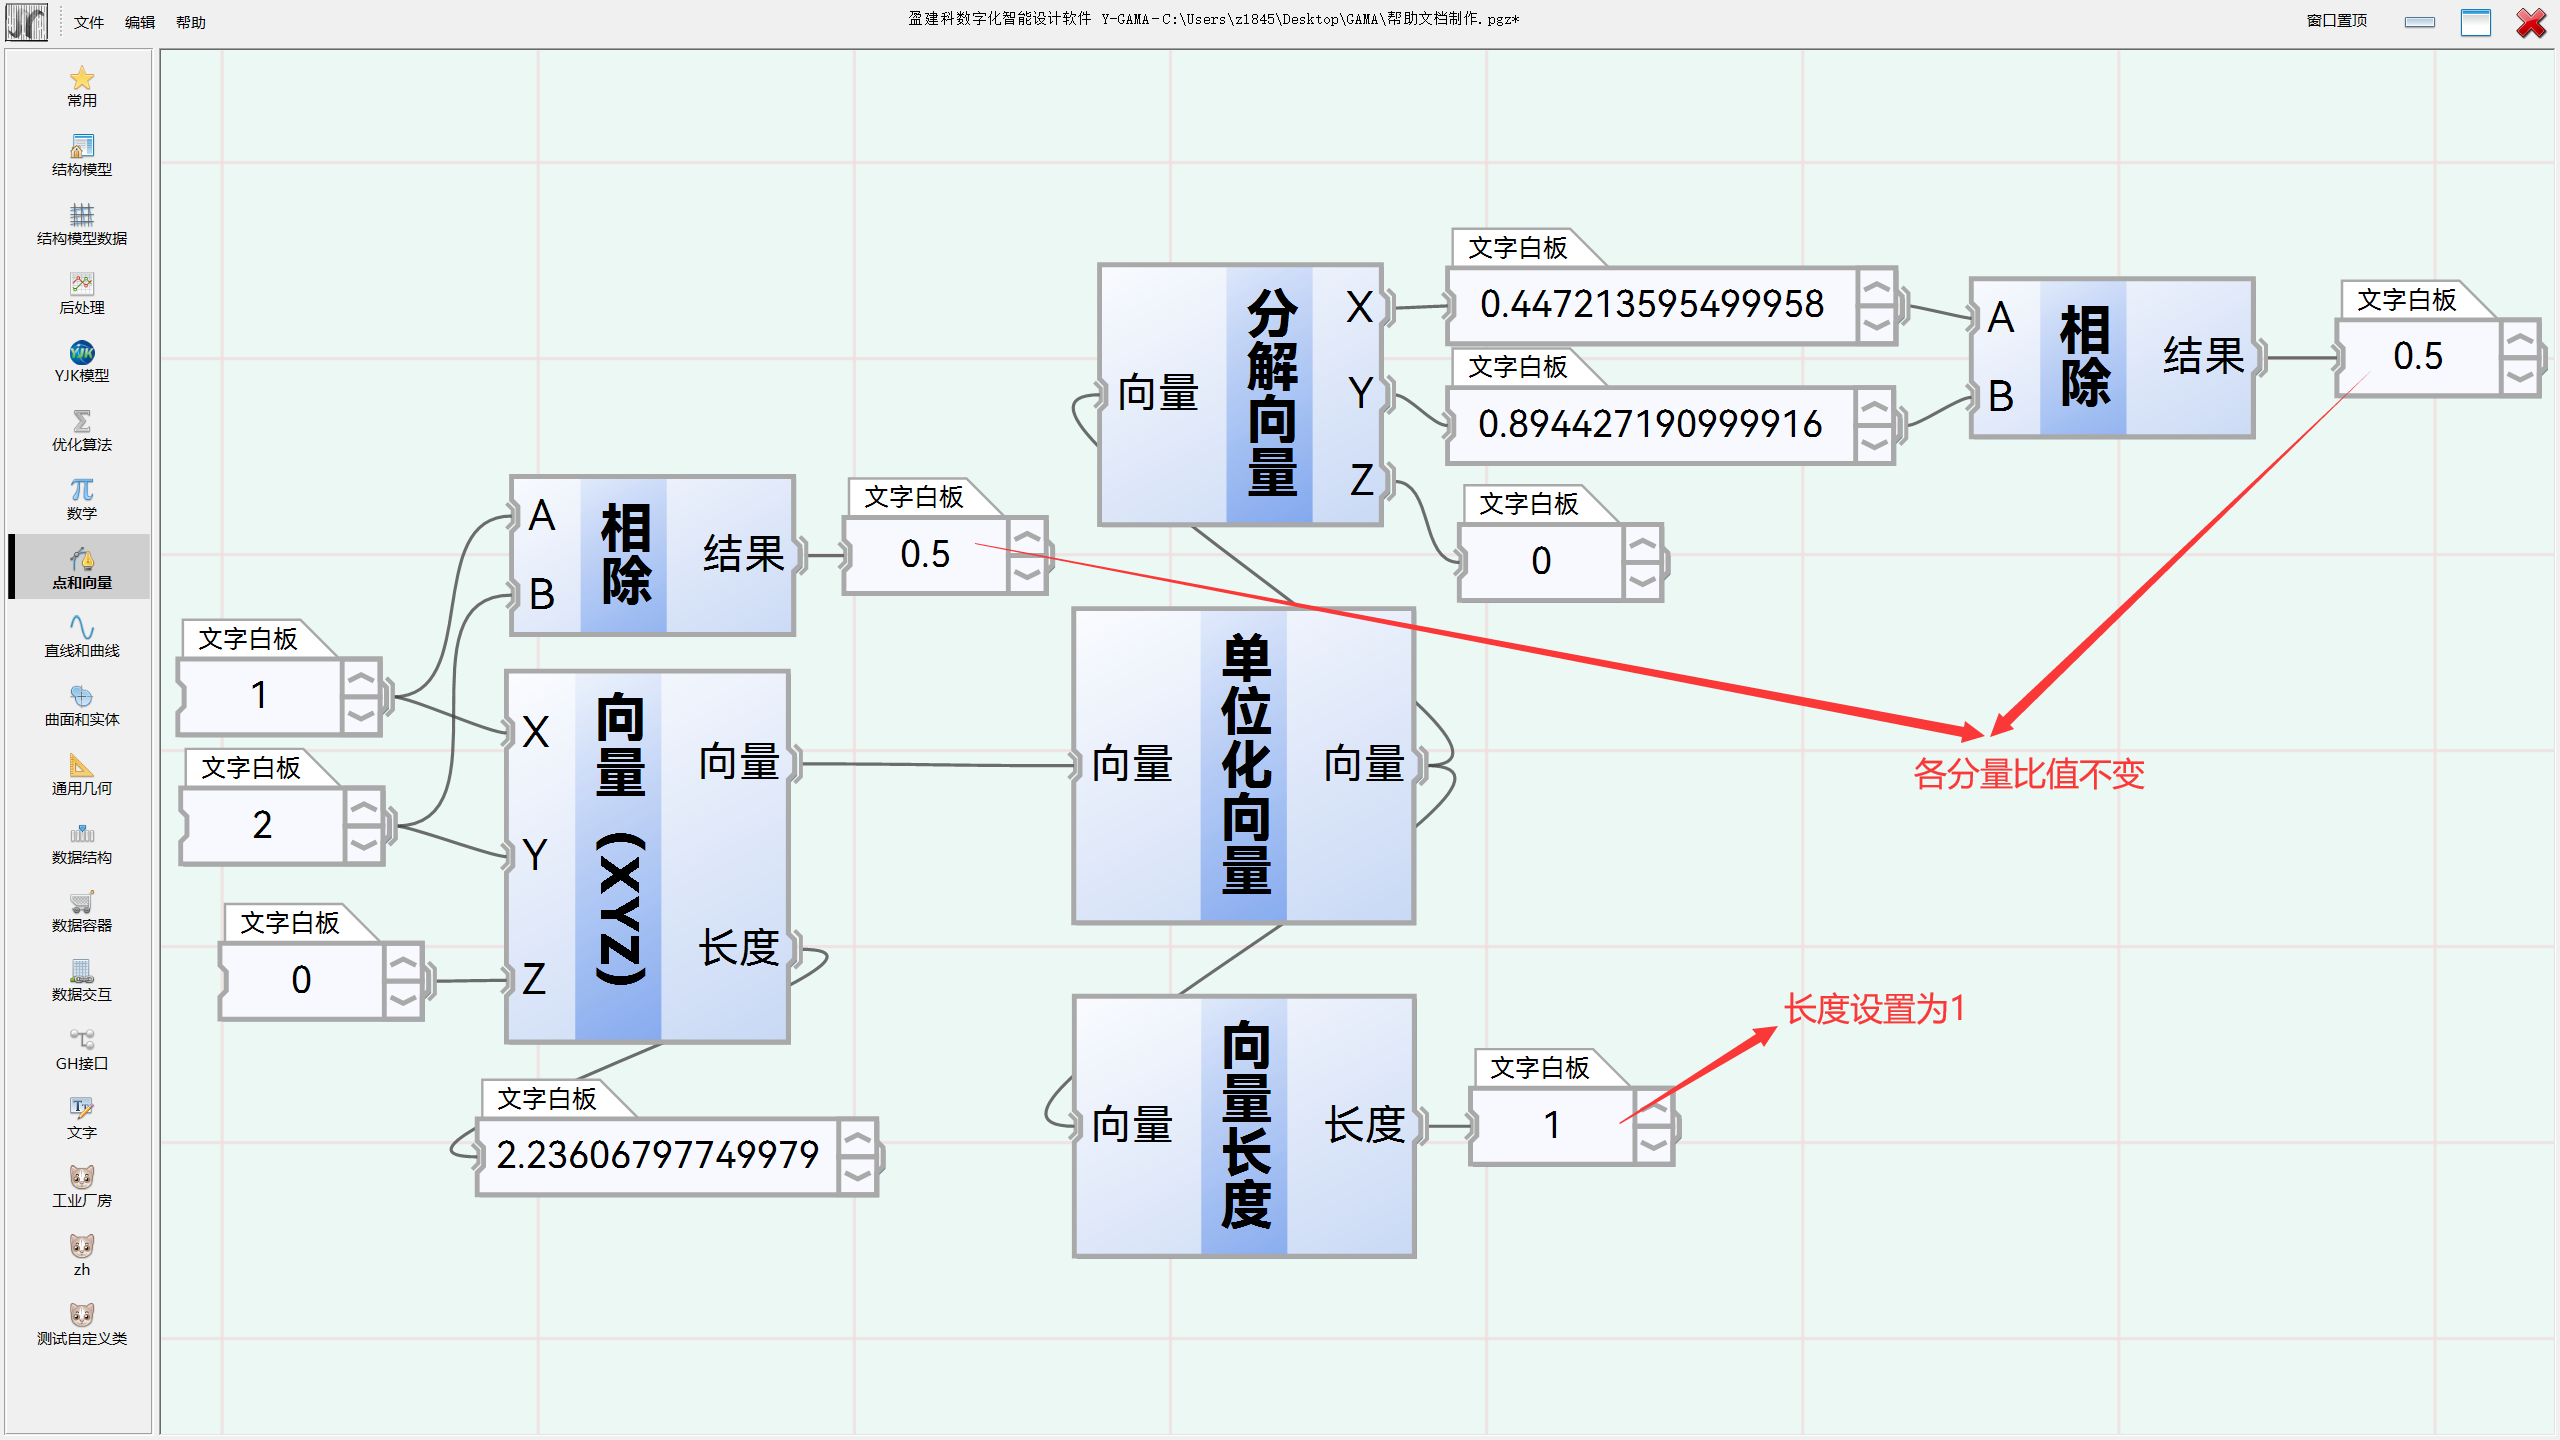 文件 编辑 帮助
盈建科数字化智能设计软件 Y-GAMA-C:\Users\z1845\Desktop\GAMA\帮助文档制作.pgz*
窗口置顶
常用
结构模型
结构模型数据
后处理
YJK模型
优化算法
数学
点和向量
直线和曲线
曲面和实体
通用几何
数据结构
数据容器
数据交互
GH接口
文字
工业厂房
zh
测试自定义类
文字白板
1
文字白板
2
文字白板
0
A
B
相除
结果
文字白板
0.5
X
Y
Z
向量（XYZ）
向量
长度
文字白板
2.23606797749979
向量
单位化向量
向量
向量
分解向量
X
Y
Z
文字白板
0.447213595499958
文字白板
0.894427190999916
文字白板
0
A
B
相除
结果
文字白板
0.5
各分量比值不变
向量
向量长度
长度
文字白板
1
长度设置为1